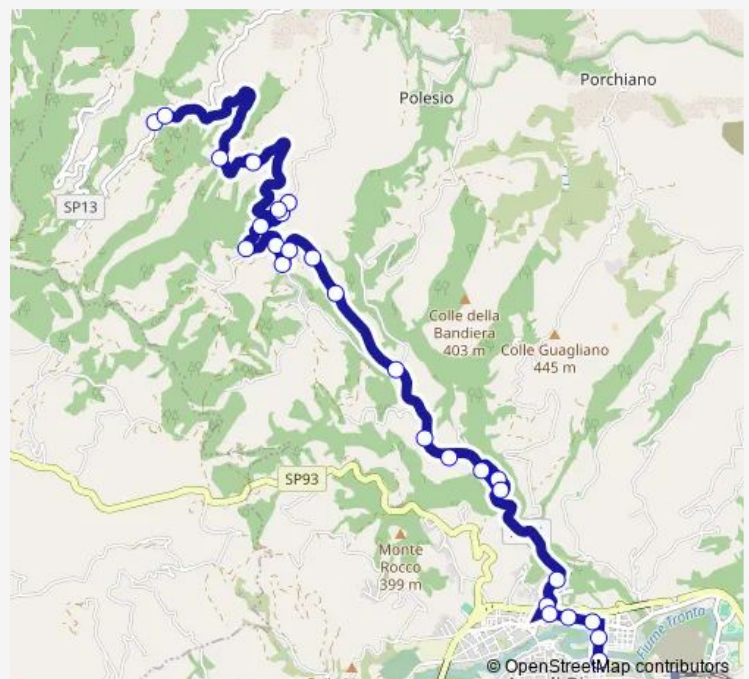 Polesio
Porchiano
SP13
Colle della
Bandiera
403 m
Colle Guagliano
445 m
SP93
Monte
Rocco
399 m
Fiume Tronto
© OpenStreetMap contributors